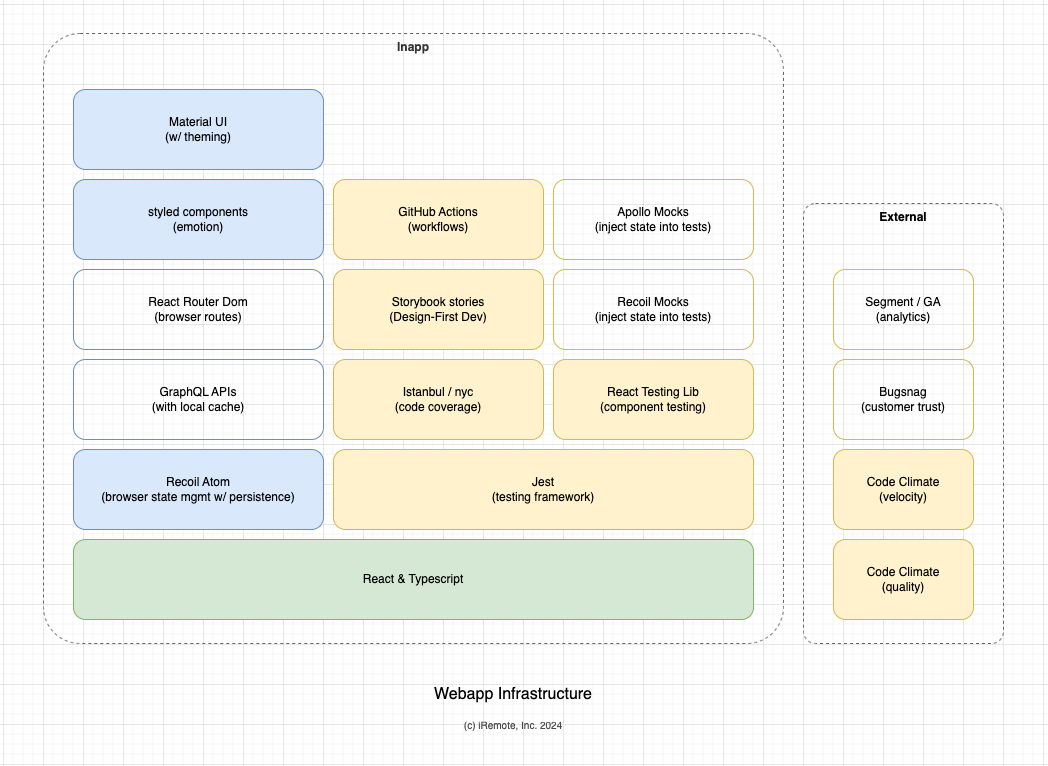 Inapp
Material UI
(w/ theming)
styled components
(emotion)
GitHub Actions
(workflows)
Apollo Mocks
(inject state into tests)
External
React Router Dom
(browser routes)
Storybook stories
(Design-First Dev)
Recoil Mocks
(inject state into tests)
Segment / GA
(analytics)
GraphQL APIs
(with local cache)
Istanbul / nyc
(code coverage)
React Testing Lib
(component testing)
Bugsnag
(customer trust)
Recoil Atom
(browser state mgmt w/ persistence)
Jest
(testing framework)
Code Climate
(velocity)
React & Typescript
Code Climate
(quality)
Webapp Infrastructure
(c) iRemote, Inc. 2024